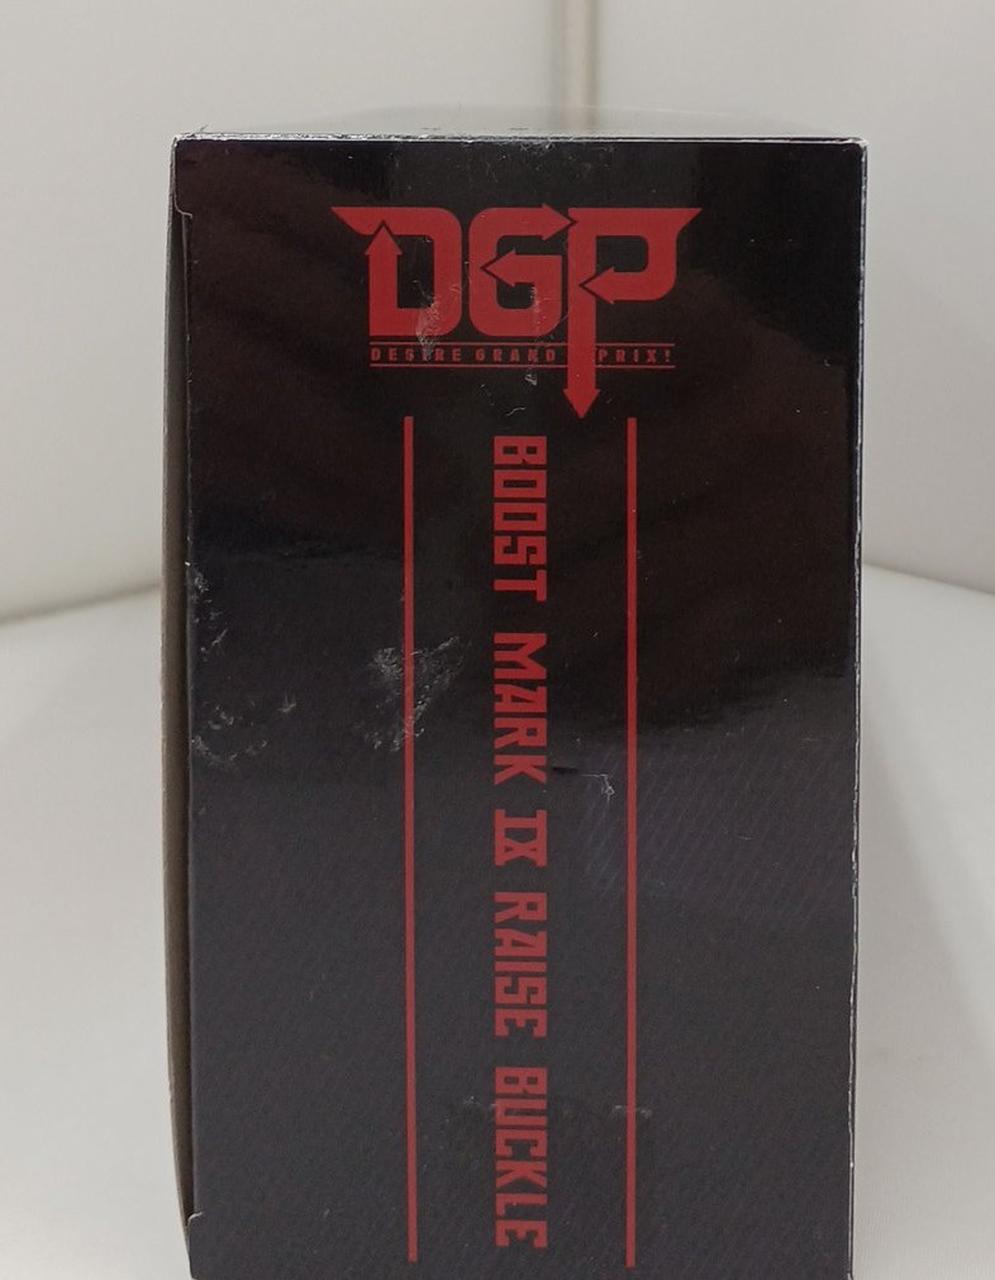 DGP
DESIRE GRAND PRIX!
BOOST MARK IX RAISE BUCKLE